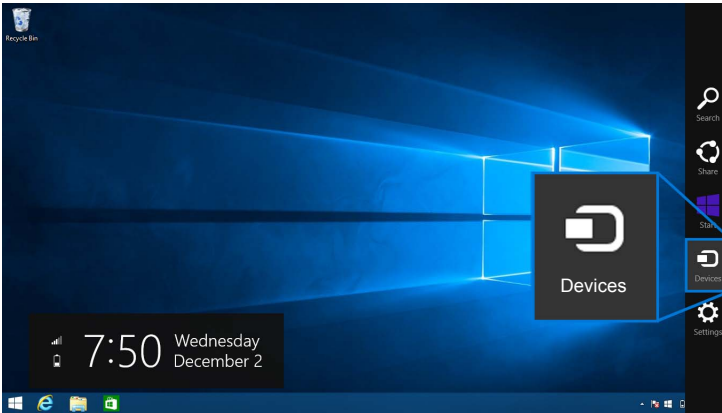 Recycle Bin
Search
Share
Start
Devices
Devices
Settings
7:50
Wednesday
December 2